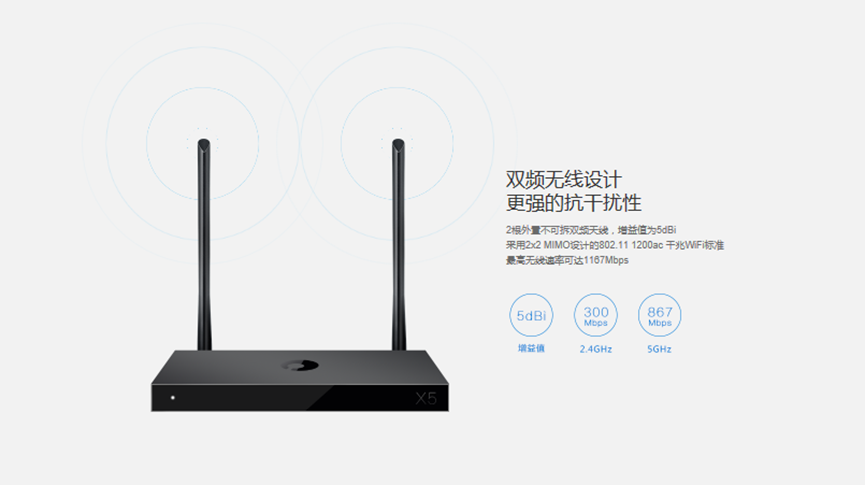 双频无线设计
更强的抗干扰性
2根外置不可拆双频天线，增益值为5dBi
采用2x2 MIMO设计的802.11 1200ac 千兆WiFi标准
最高无线速率可达1167Mbps
5dBi
300
867
Mbps
Mbps
增益值
2.4GHz
5GHz
X5